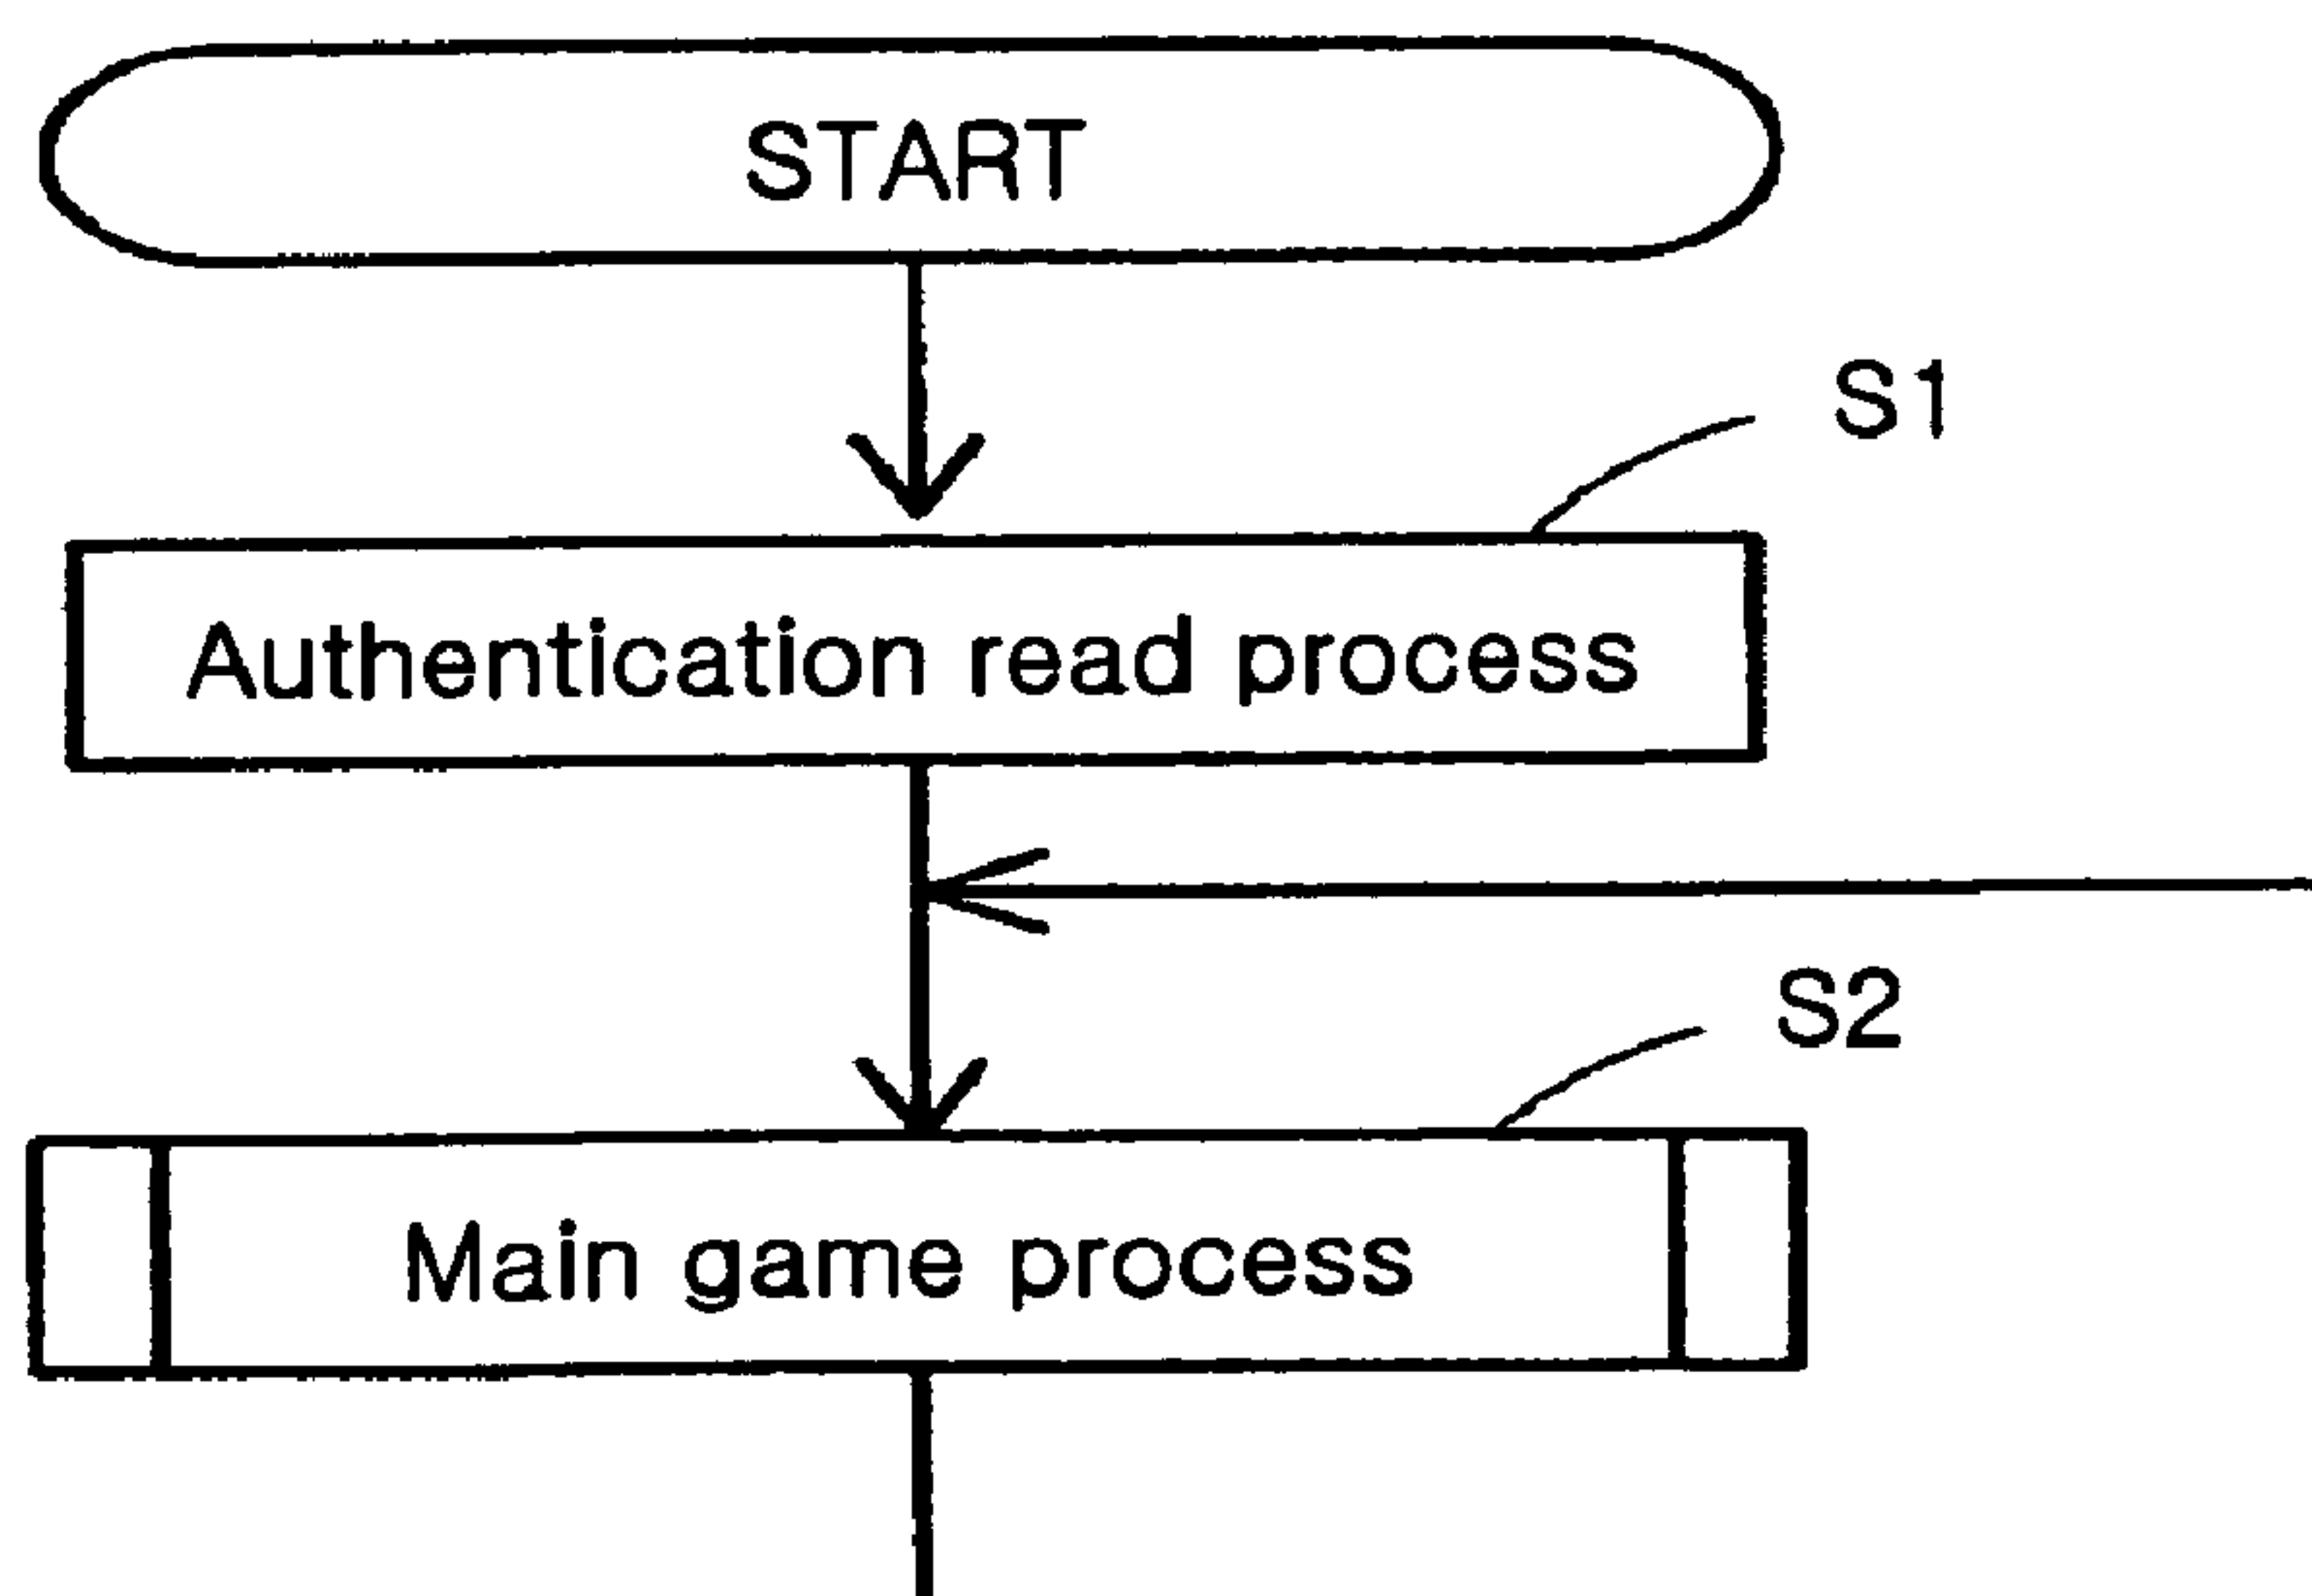 START
S1
Authentication read process
S2
Main game process